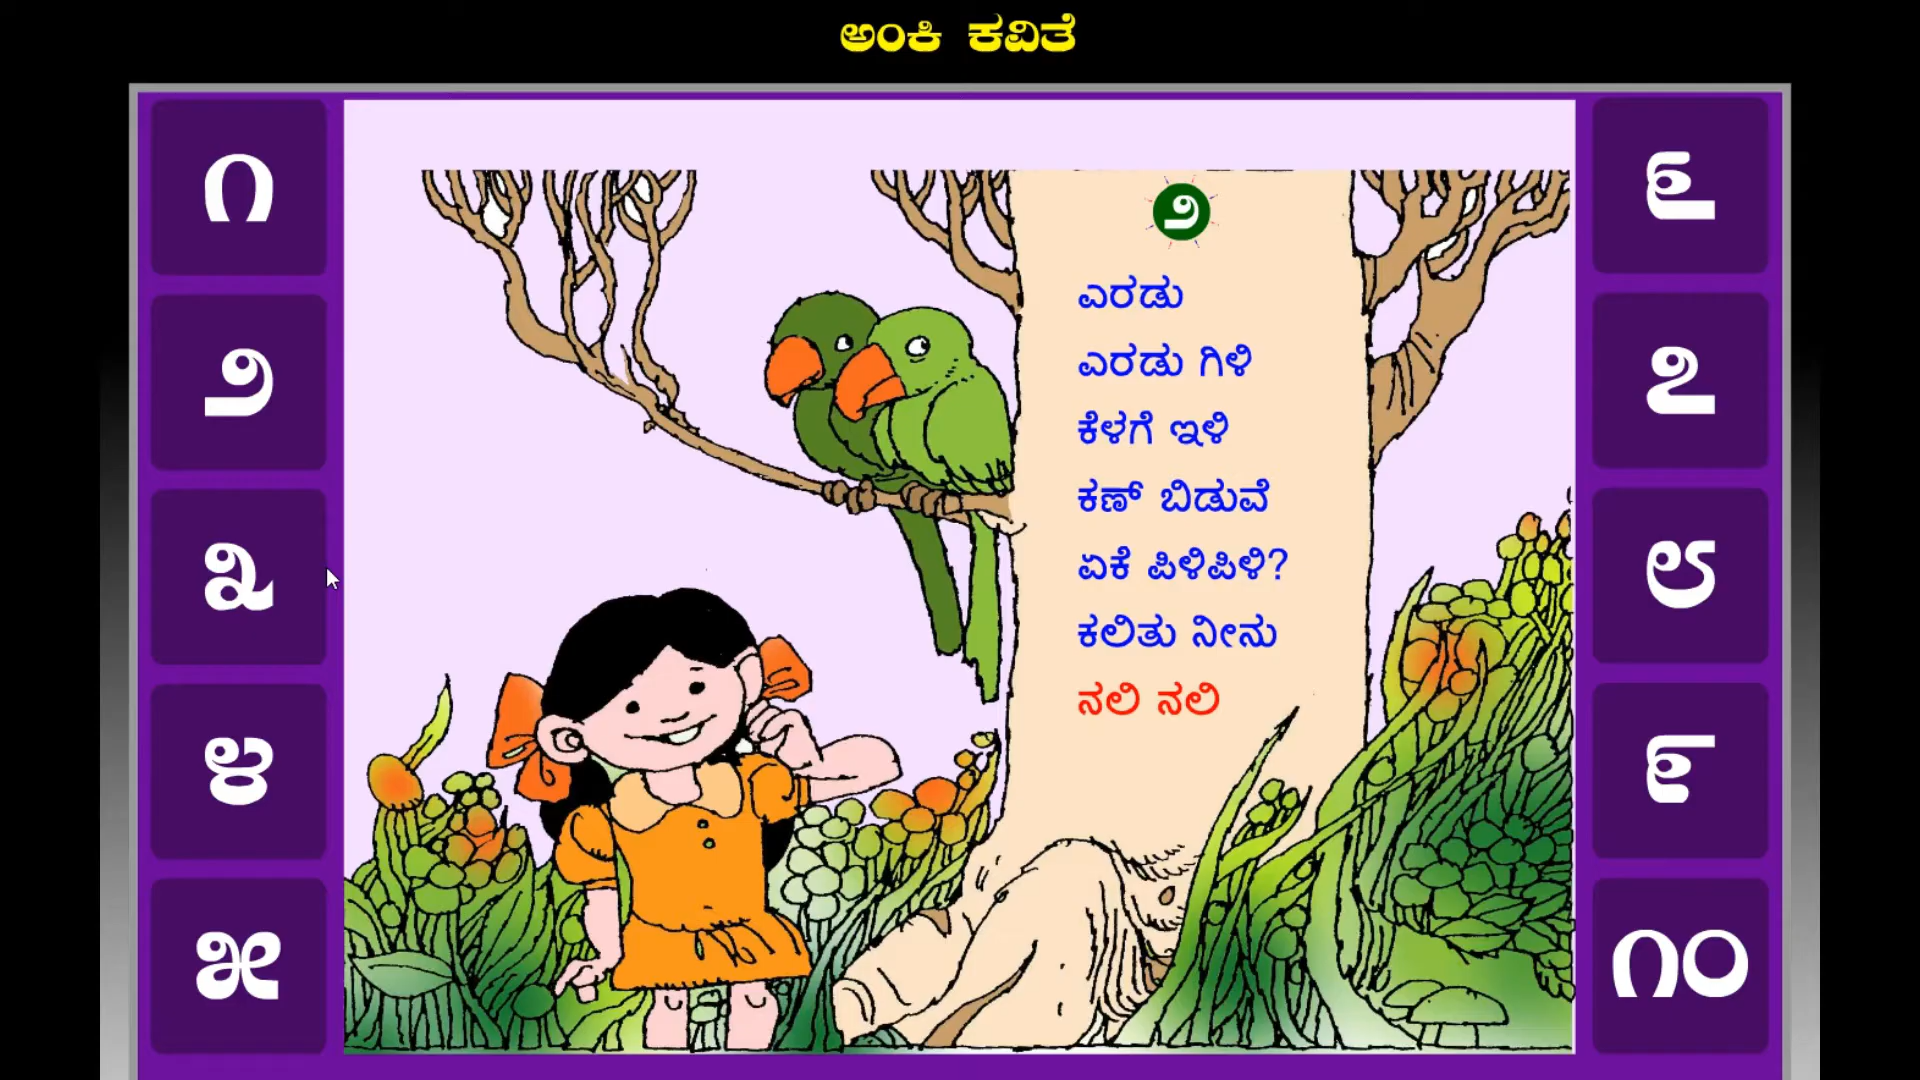 ಅಂಕಿ ಕವಿತೆ
೧
೨
೩
೪
೫
೨
ಎರಡು
ಎರಡು ಗಿಳಿ
ಕೆಳಗೆ ಇಳಿ
ಕಣ್ ಬಿಡುವೆ
ಏಕೆ ಪಿಳಿಪಿಳಿ?
ಕಲಿತು ನೀನು
ನಲಿ ನಲಿ
೬
೭
೮
೯
೧೦